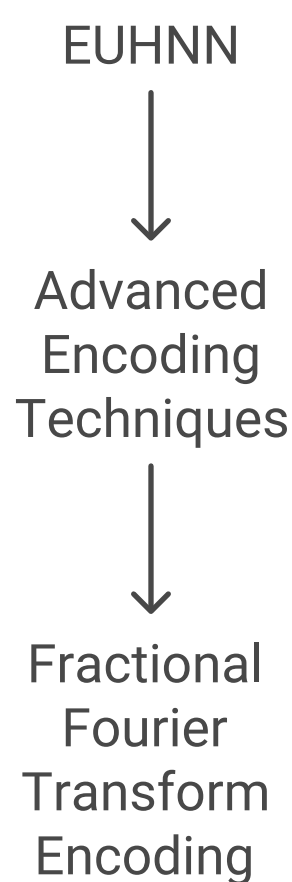 EUHNN
Advanced
Encoding
Techniques
Fractional
Fourier
Transform
Encoding